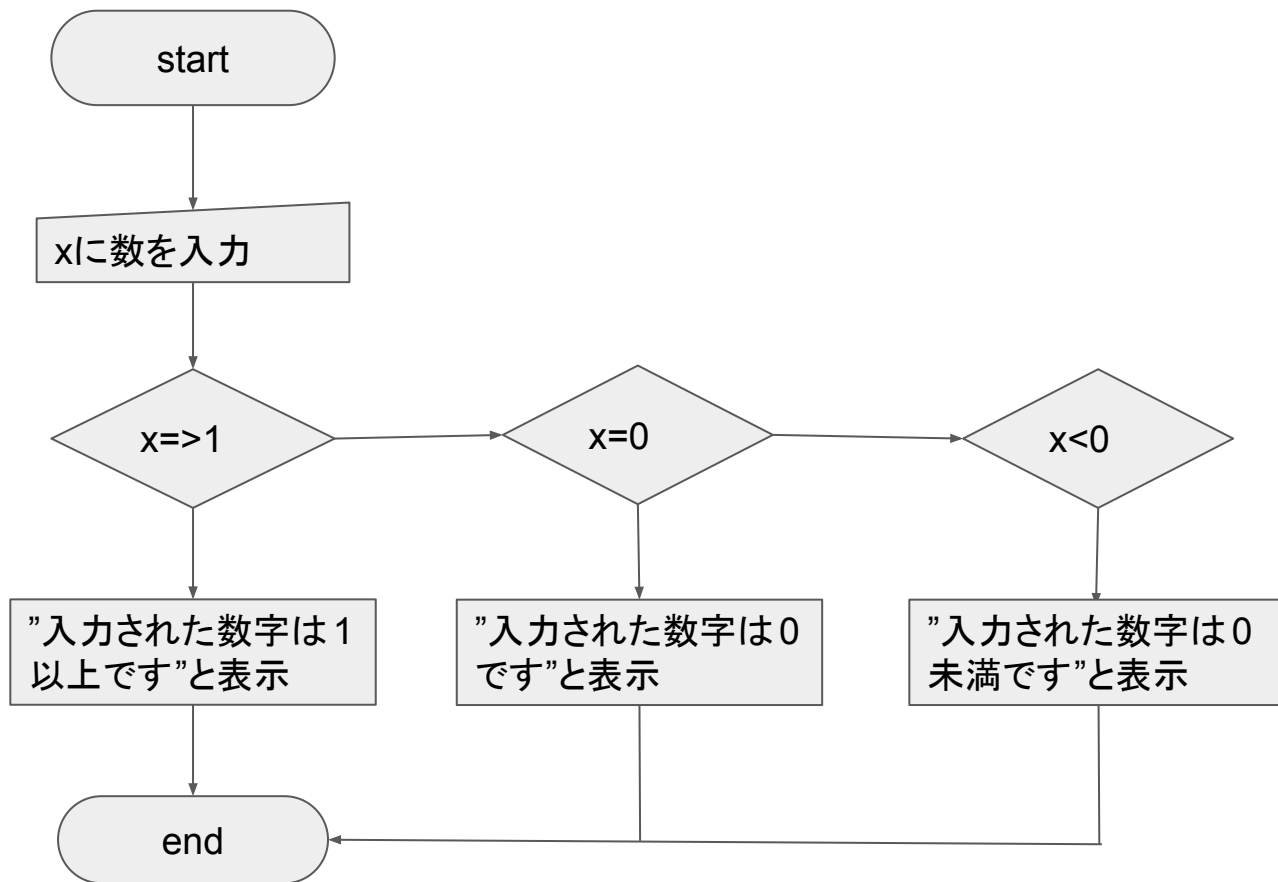 start
xに数を入力
x=>1
x=0
x<0
”入力された数字は1
以上です”と表示
”入力された数字は0
です”と表示
”入力された数字は0
未満です”と表示
end